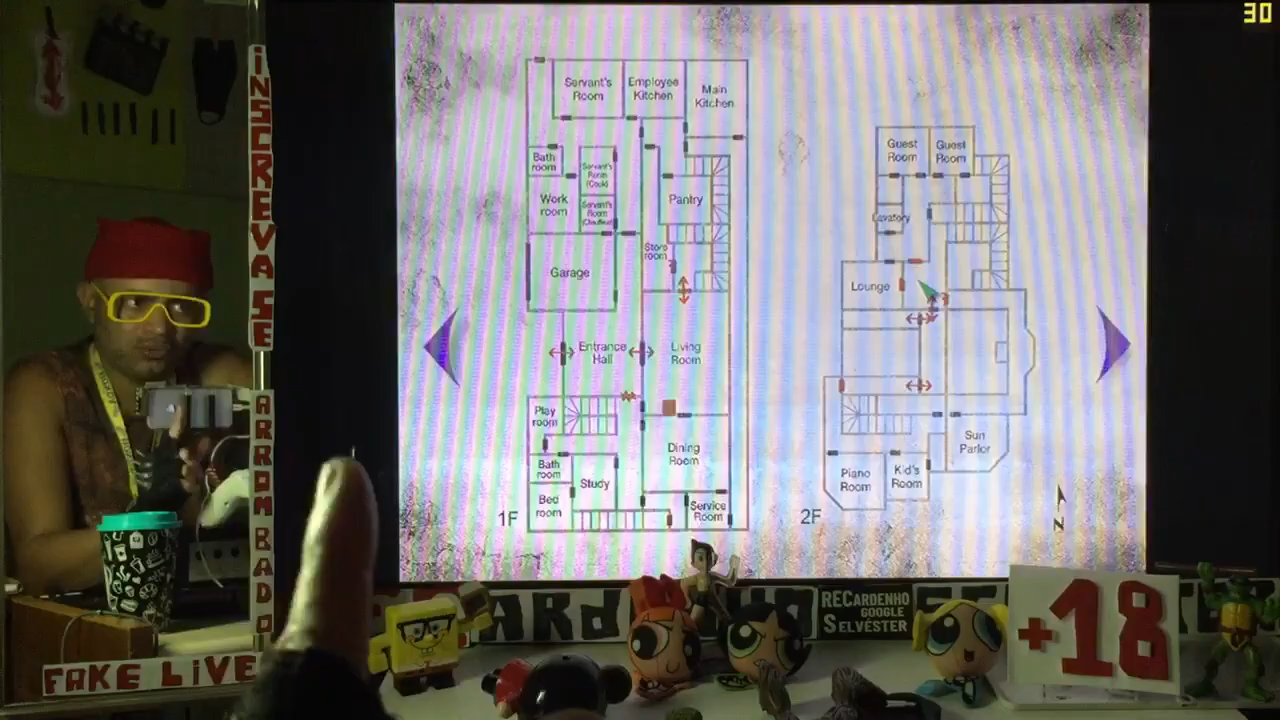 30
INSCREVA SE
ARROMBADO
FAKE LIVE
Servant's
Room
Employee
Kitchen
Main
Kitchen
Bath
room
Servant's
Room
(Cook)
Work
room
Servant's
Room
(Chauffeur)
Pantry
Store
room
Garage
Entrance
Hall
Living
Room
Play
room
Dining
Room
Bath
room
Study
Bed
room
Service
Room
1F
Guest
Room
Guest
Room
Lavatory
Lounge
Sun
Parlor
Piano
Room
Kid's
Room
2F
N
RECARDENHO
GOOGLE
SELVÉSTER
+18